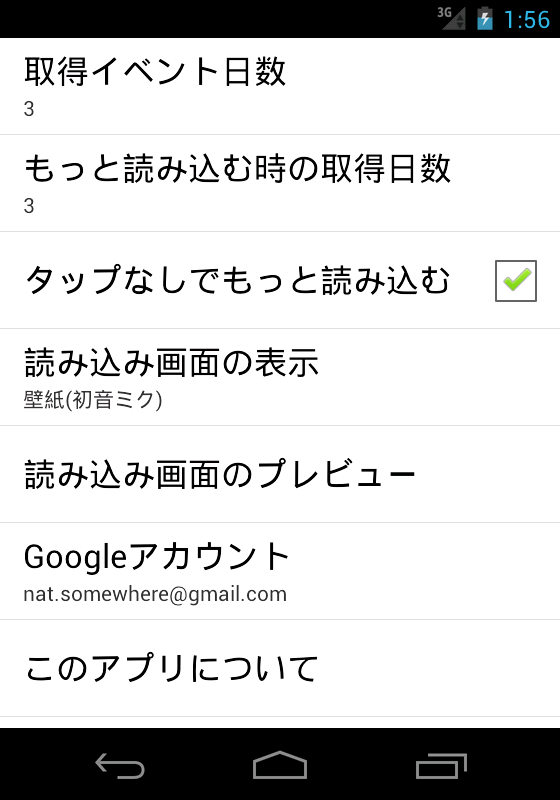 3G 1:56
取得イベント日数
3
もっと読み込む時の取得日数
3
タップなしでもっと読み込む
読み込み画面の表示
壁紙(初音ミク)
読み込み画面のプレビュー
Googleアカウント
nat.somewhere@gmail.com
このアプリについて